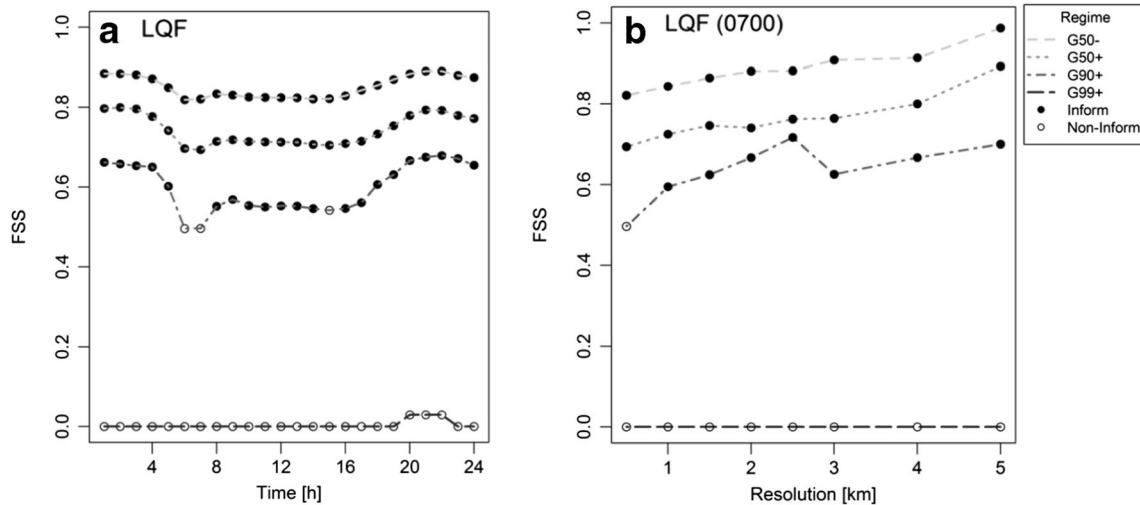 a LQF
FSS
1.0
0.8
0.6
0.4
0.2
0.0
4 8 12 16 20 24
Time [h]
b LQF (0700)
FSS
1.0
0.8
0.6
0.4
0.2
0.0
1 2 3 4 5
Resolution [km]
Regime
G50-
G50+
G90+
G99+
Inform
Non-Inform